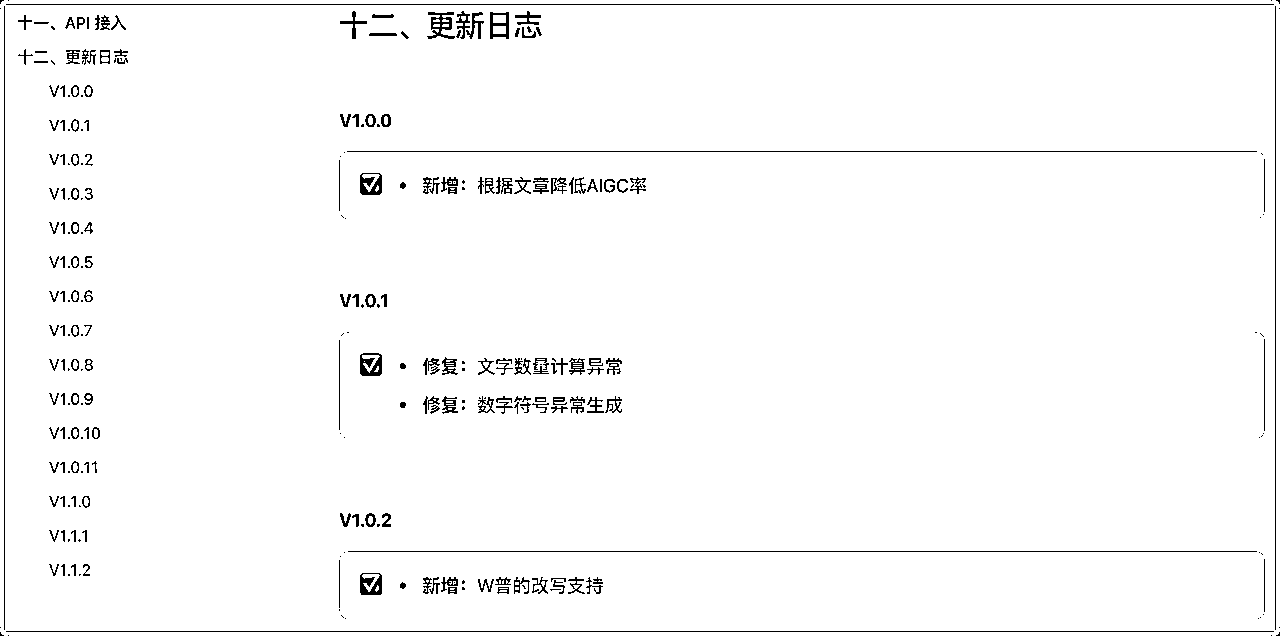 十一、API 接入
十二、更新日志
V1.0.0
V1.0.1
V1.0.2
V1.0.3
V1.0.4
V1.0.5
V1.0.6
V1.0.7
V1.0.8
V1.0.9
V1.0.10
V1.0.11
V1.1.0
V1.1.1
V1.1.2
十二、更新日志
V1.0.0
• 新增：根据文章降低AIGC率
V1.0.1
• 修复：文字数量计算异常
• 修复：数字符号异常生成
V1.0.2
• 新增：W普的改写支持